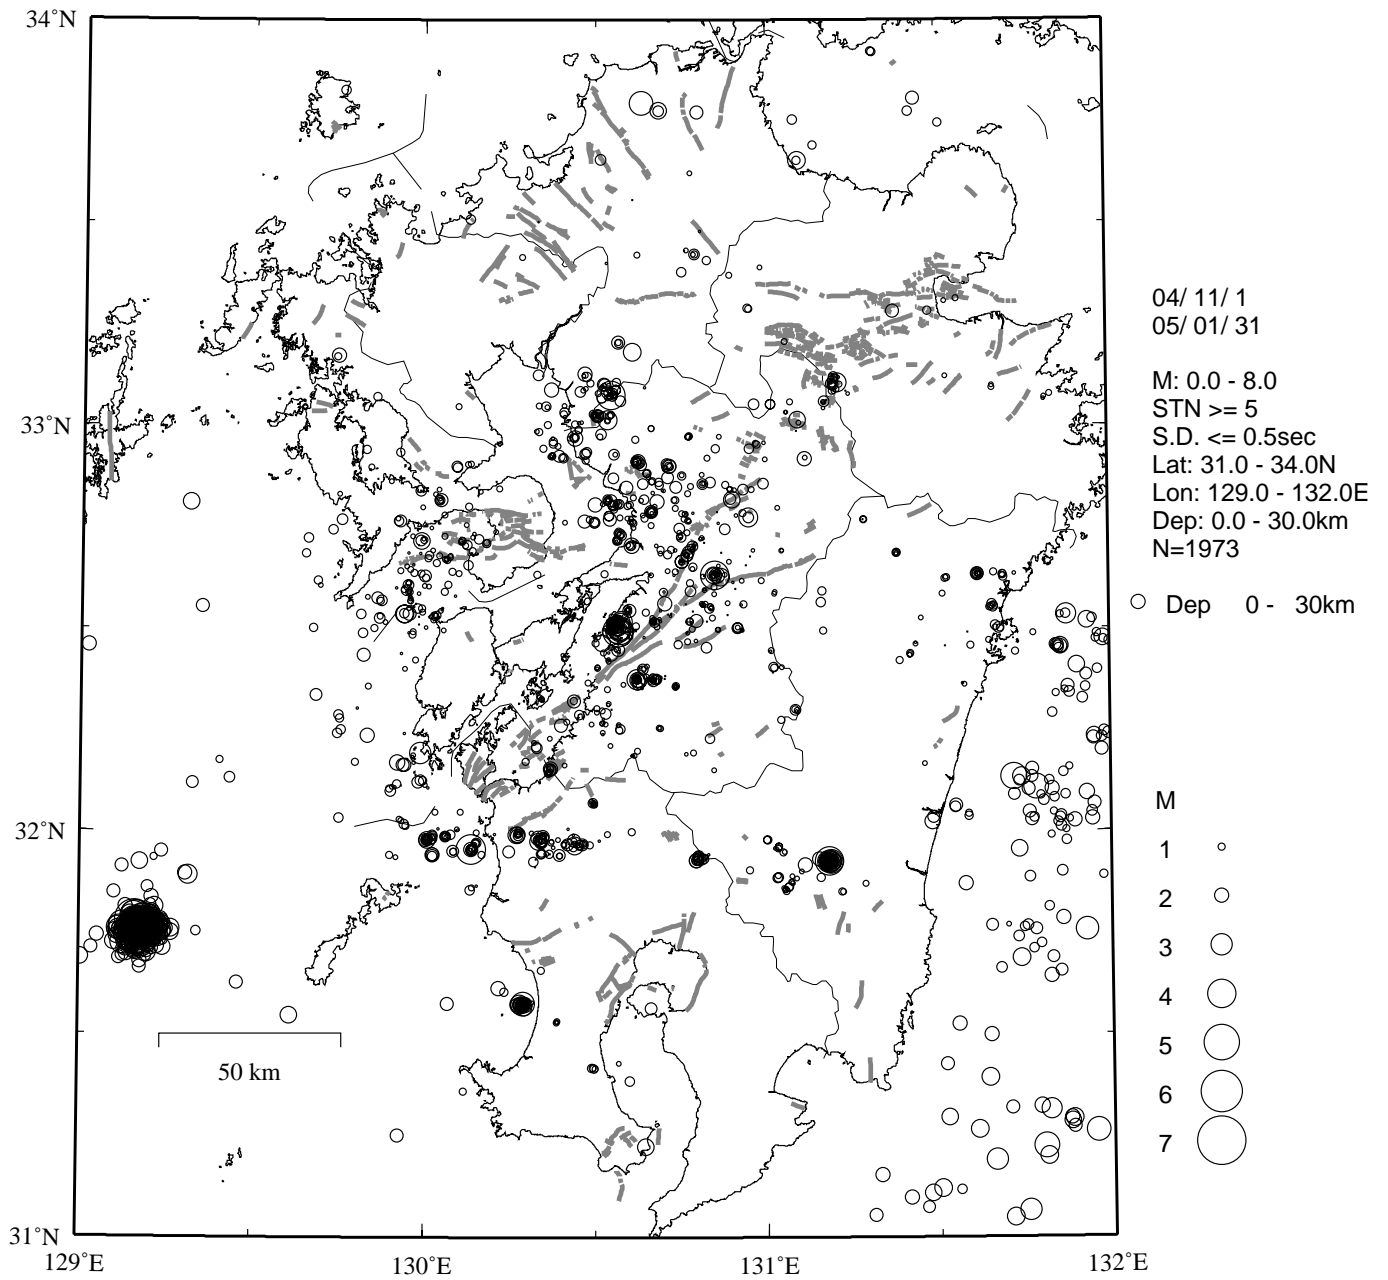 34°N
33°N
32°N
31°N
129°E
130°E
131°E
132°E
50 km
04/ 11/ 1
05/ 01/ 31
M: 0.0 - 8.0
STN >= 5
S.D. <= 0.5sec
Lat: 31.0 - 34.0N
Lon: 129.0 - 132.0E
Dep: 0.0 - 30.0km
N=1973
Dep 0 - 30km
M
1
2
3
4
5
6
7